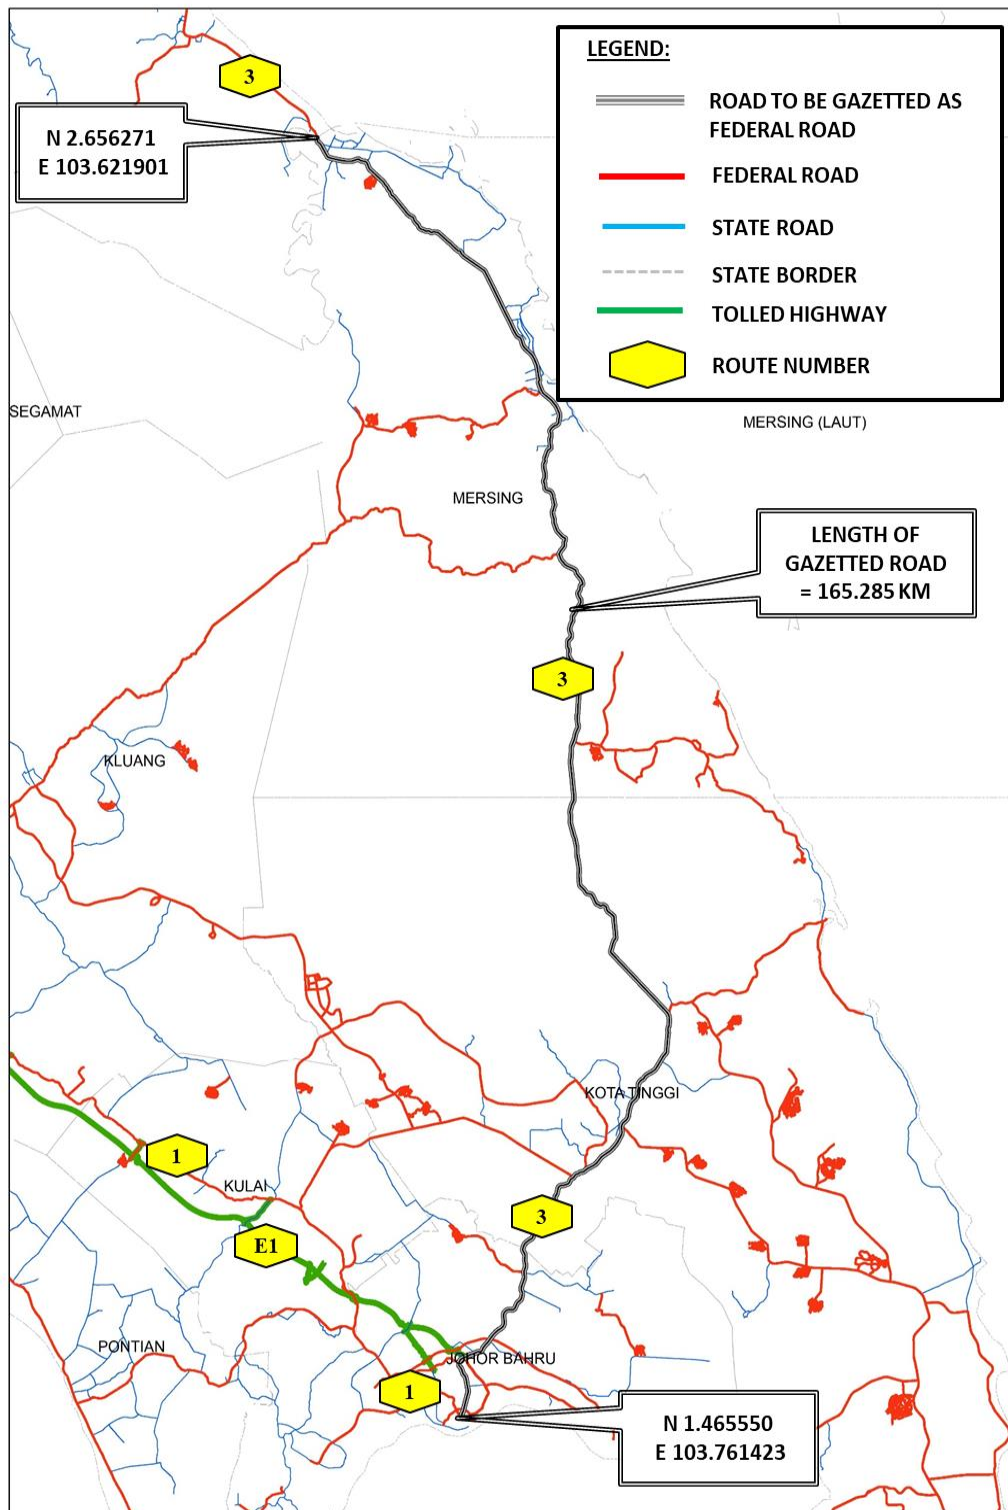 LEGEND:
ROAD TO BE GAZETTED AS
FEDERAL ROAD
FEDERAL ROAD
STATE ROAD
STATE BORDER
TOLLED HIGHWAY
ROUTE NUMBER
3
N 2.656271
E 103.621901
SEGAMAT
MERSING (LAUT)
MERSING
LENGTH OF
GAZETTED ROAD
= 165.285 KM
3
KLUANG
KOTA TINGGI
1
KULAI
3
E1
PONTIAN
JOHOR BAHRU
1
N 1.465550
E 103.761423